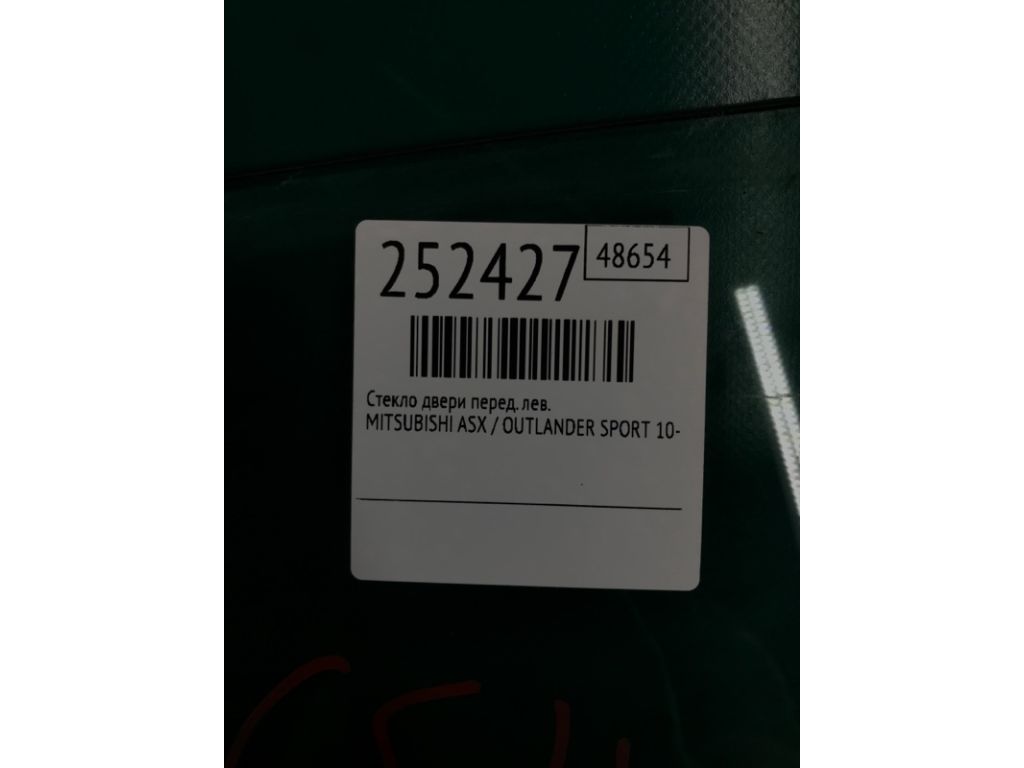 252427
48654
Стекло двери перед. лев.
MITSUBISHI ASX / OUTLANDER SPORT 10-